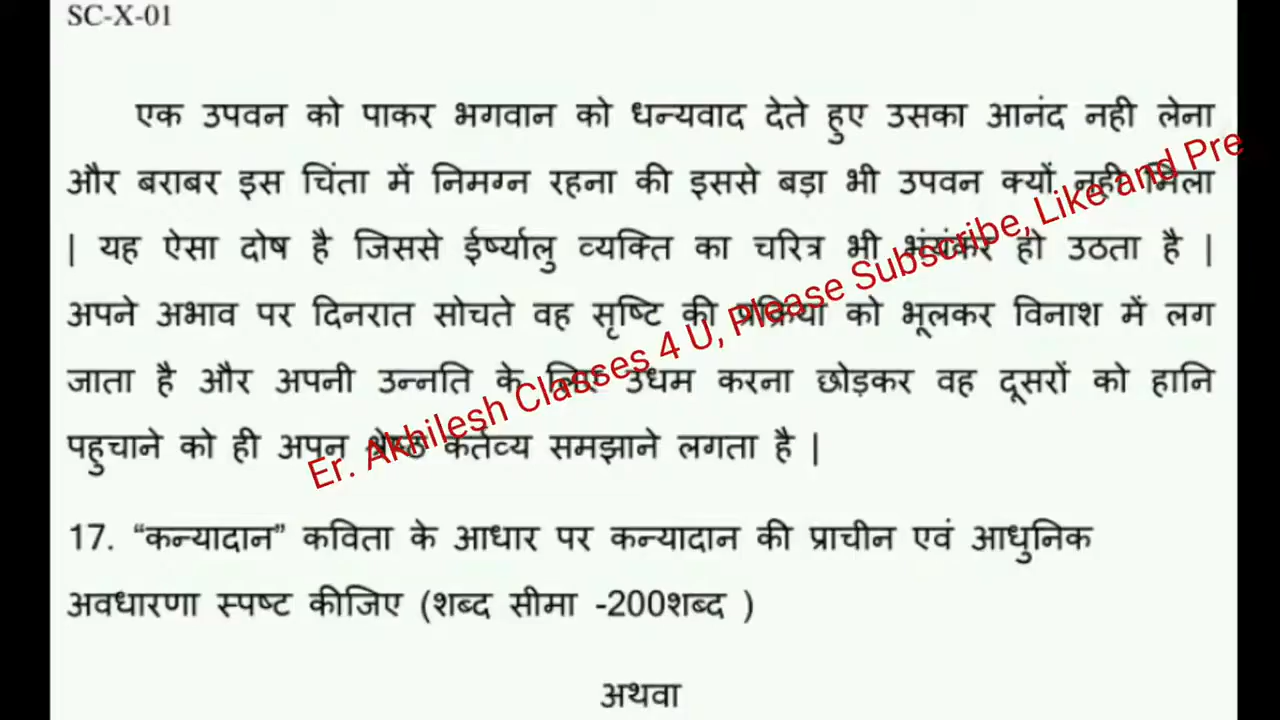 SC-X-01
एक उपवन को पाकर भगवान को धन्यवाद देते हुए उसका आनंद नही लेना
और बराबर इस चिंता में निमग्न रहना की इससे बड़ा भी उपवन क्यों नही मिला
| यह ऐसा दोष है जिससे ईर्ष्यालु व्यक्ति का चरित्र भी हो उठता है |
अपने अभाव पर दिनरात सोचते वह सृष्टि की प्रक्रिया को भूलकर विनाश में लग
जाता है और अपनी उन्नति के लिए उधम करना छोड़कर वह दूसरों को हानि
पहुचाने को ही अपन श्रेष्ठ कर्तव्य समझाने लगता है |
Er. Akhilesh Classes 4 U, Please Subscribe, Like and Pre
17. “कन्यादान” कविता के आधार पर कन्यादान की प्राचीन एवं आधुनिक
अवधारणा स्पष्ट कीजिए (शब्द सीमा -200शब्द )
अथवा